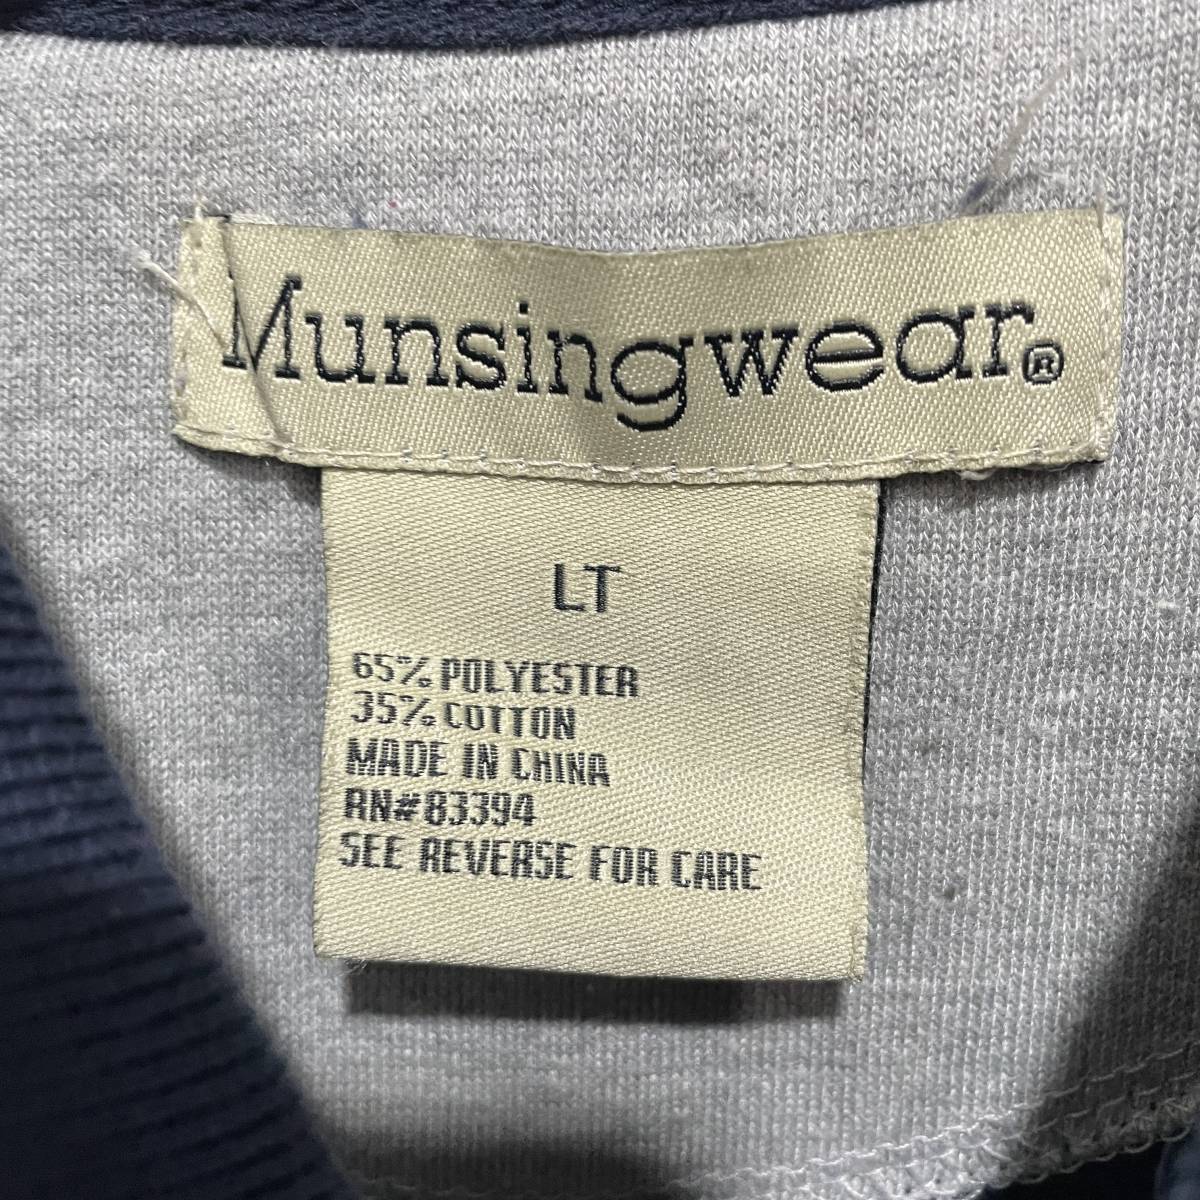 Munsingwear®
LT
65% POLYESTER
35% COTTON
MADE IN CHINA
RN#83394
SEE REVERSE FOR CARE